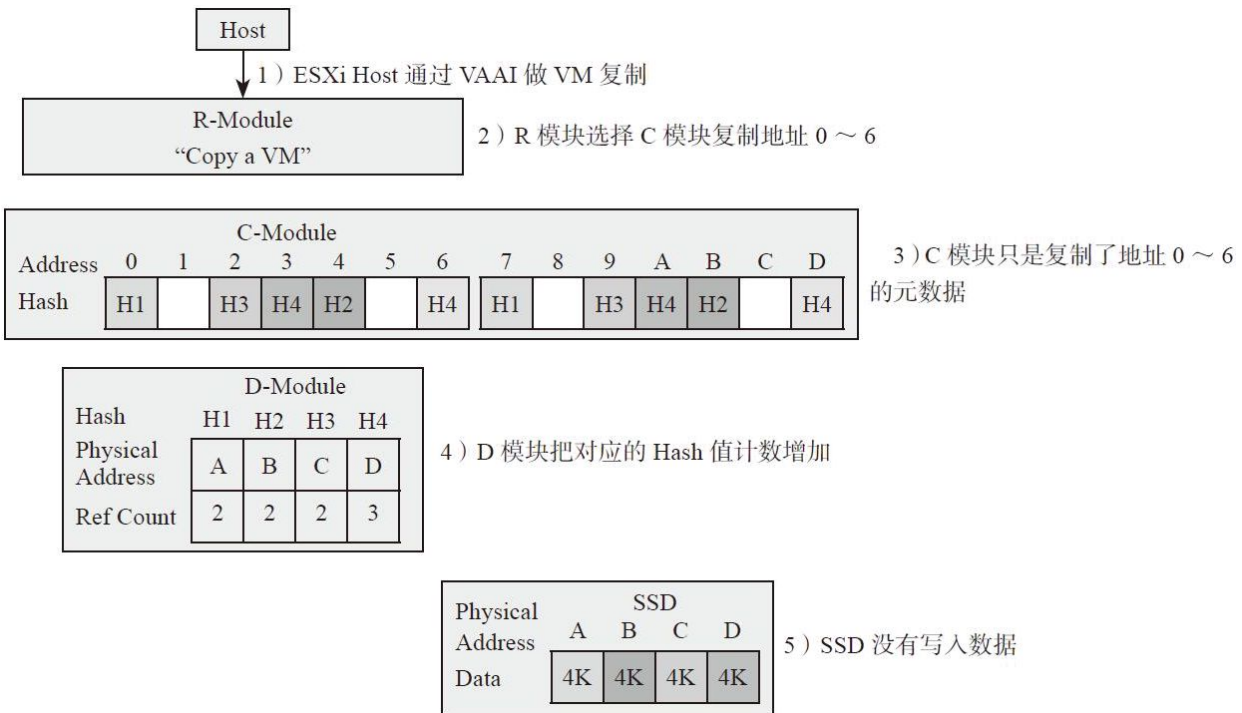 Host
1）ESXi Host 通过 VAAI 做 VM 复制
R-Module
“Copy a VM”
2）R 模块选择 C 模块复制地址 0 ～ 6
C-Module
Address 0 1 2 3 4 5 6 7 8 9 A B C D
Hash H1 H3 H4 H2 H4 H1 H3 H4 H2 H4
3）C 模块只是复制了地址 0 ～ 6
的元数据
D-Module
Hash H1 H2 H3 H4
Physical
Address A B C D
Ref Count 2 2 2 3
4）D 模块把对应的 Hash 值计数增加
SSD
Physical
Address A B C D
Data 4K 4K 4K 4K
5）SSD 没有写入数据